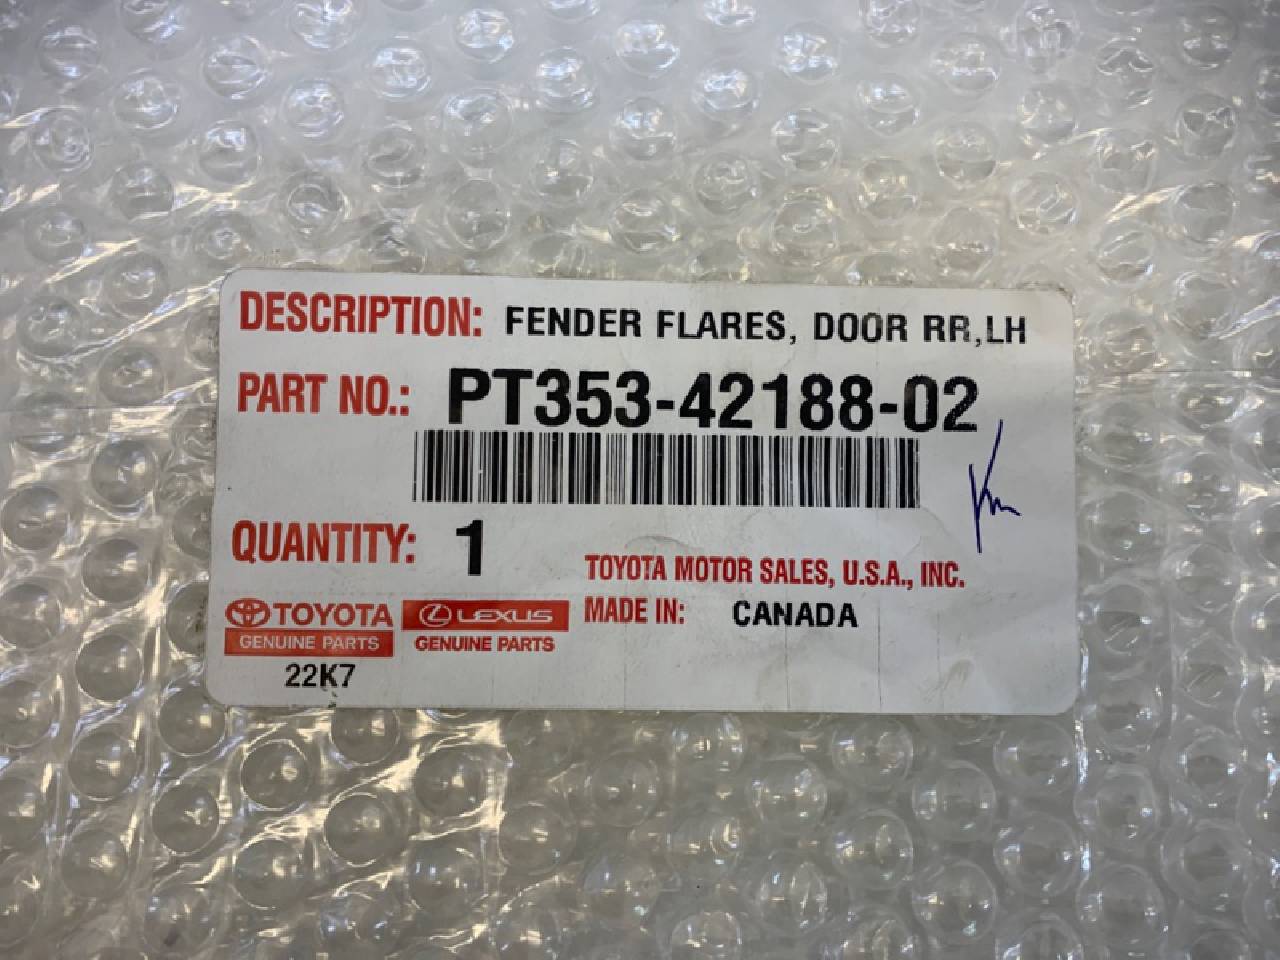 DESCRIPTION: FENDER FLARES, DOOR RR,LH
PART NO.: PT353-42188-02
QUANTITY: 1
TOYOTA MOTOR SALES, U.S.A., INC.
MADE IN: CANADA
TOYOTA
GENUINE PARTS
LEXUS
GENUINE PARTS
22K7